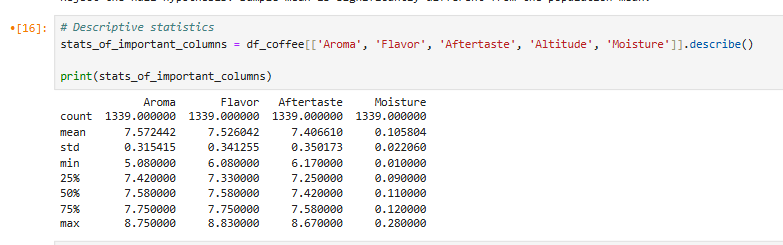 Reject the Null Hypothesis: Sample mean is significantly different from the population mean.
[16]: # Descriptive statistics
stats_of_important_columns = df_coffee[['Aroma', 'Flavor', 'Aftertaste', 'Altitude', 'Moisture']].describe()
print(stats_of_important_columns)
Aroma Flavor Aftertaste Moisture
count 1339.000000 1339.000000 1339.000000 1339.000000
mean 7.572442 7.526042 7.406610 0.105804
std 0.315415 0.341255 0.350173 0.022060
min 5.080000 6.080000 6.170000 0.010000
25% 7.420000 7.330000 7.250000 0.090000
50% 7.580000 7.580000 7.420000 0.110000
75% 7.750000 7.750000 7.580000 0.120000
max 8.750000 8.830000 8.670000 0.280000